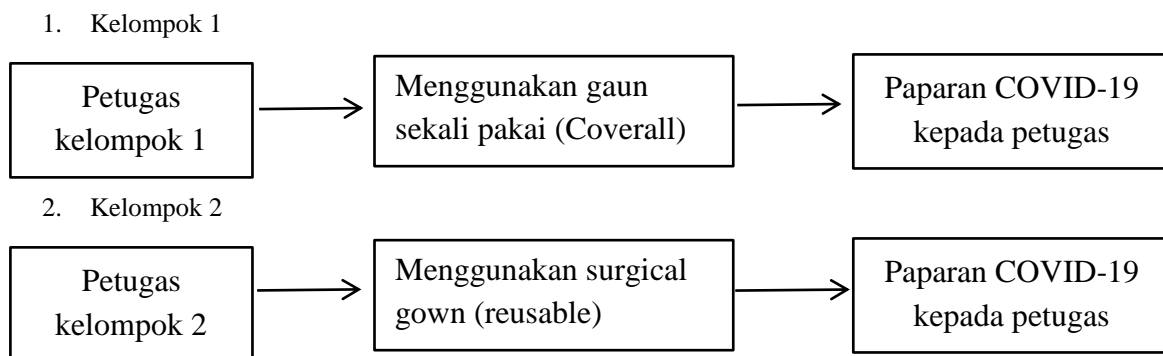 1. Kelompok 1
Petugas
kelompok 1
Menggunakan gaun
sekali pakai (Coverall)
Paparan COVID-19
kepada petugas
2. Kelompok 2
Petugas
kelompok 2
Menggunakan surgical
gown (reusable)
Paparan COVID-19
kepada petugas